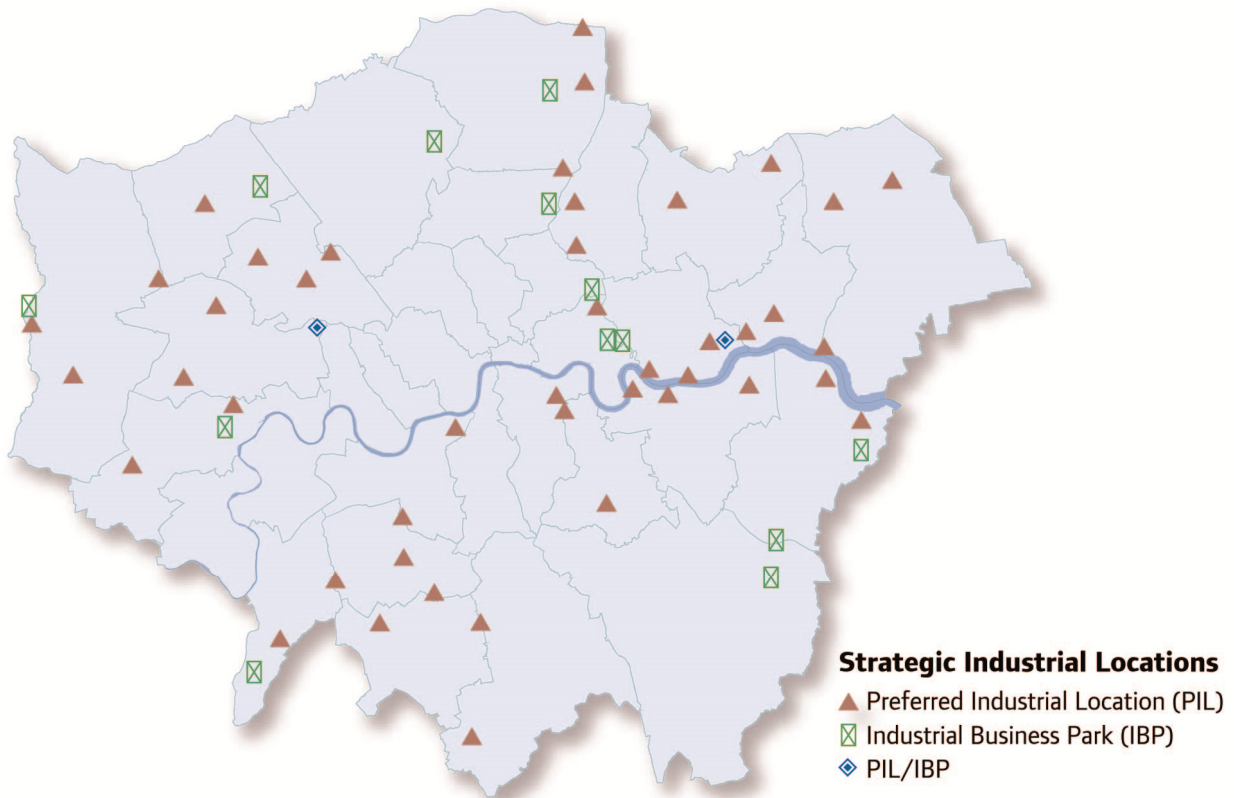 Strategic Industrial Locations
Preferred Industrial Location (PIL)
Industrial Business Park (IBP)
PIL/IBP